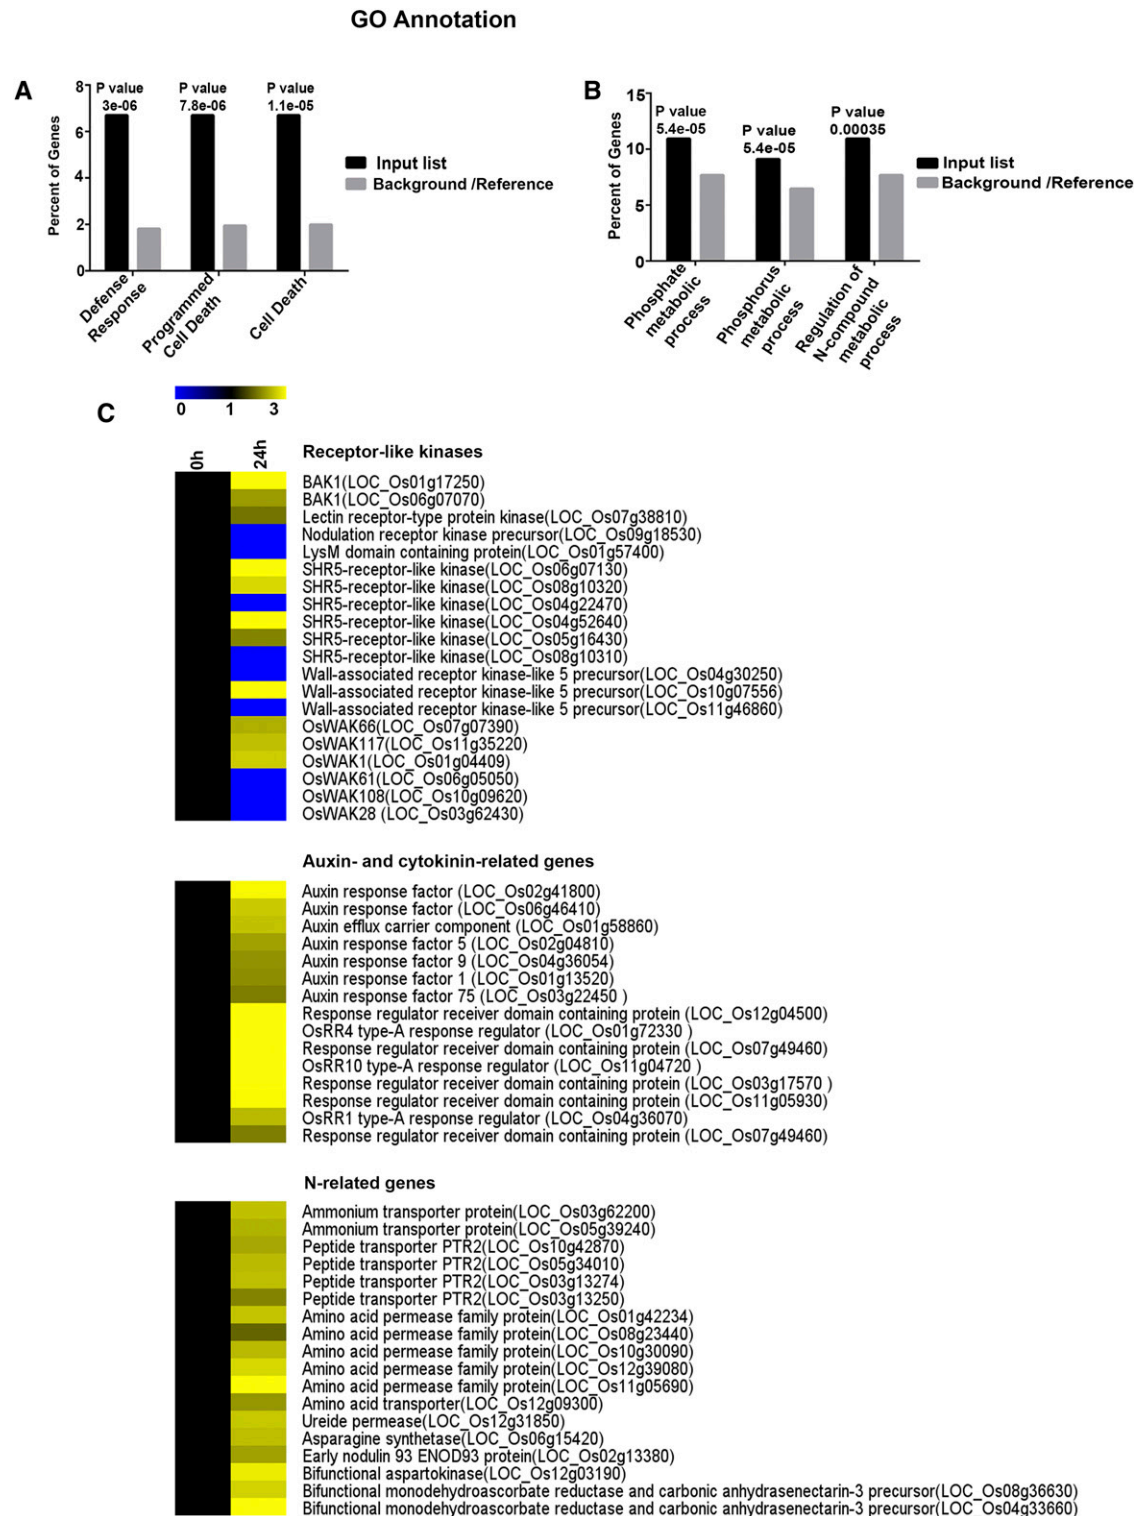 GO Annotation
A
8
6
4
2
0
Percent of Genes
P value
3e-06
P value
7.8e-06
P value
1.1e-05
Input list
Background /Reference
Defense
Response
Programmed
Cell Death
Cell Death
B
15
10
5
0
Percent of Genes
P value
5.4e-05
P value
5.4e-05
P value
0.00035
Input list
Background /Reference
Phosphate
metabolic
process
Phosphorus
metabolic
process
Regulation of
N-compound
metabolic
process
C
0 1 3
0h 24h
Receptor-like kinases
BAK1(LOC_Os01g17250)
BAK1(LOC_Os06g07070)
Lectin receptor-type protein kinase(LOC_Os07g38810)
Nodulation receptor kinase precursor(LOC_Os09g18530)
LysM domain containing protein(LOC_Os01g57400)
SHR5-receptor-like kinase(LOC_Os06g07130)
SHR5-receptor-like kinase(LOC_Os08g10320)
SHR5-receptor-like kinase(LOC_Os04g22470)
SHR5-receptor-like kinase(LOC_Os04g52640)
SHR5-receptor-like kinase(LOC_Os05g16430)
SHR5-receptor-like kinase(LOC_Os08g10310)
Wall-associated receptor kinase-like 5 precursor(LOC_Os04g30250)
Wall-associated receptor kinase-like 5 precursor(LOC_Os10g07556)
Wall-associated receptor kinase-like 5 precursor(LOC_Os11g46860)
OsWAK66(LOC_Os07g07390)
OsWAK117(LOC_Os11g35220)
OsWAK1(LOC_Os01g04409)
OsWAK61(LOC_Os06g05050)
OsWAK108(LOC_Os10g09620)
OsWAK28 (LOC_Os03g62430)
Auxin- and cytokinin-related genes
Auxin response factor (LOC_Os02g41800)
Auxin response factor (LOC_Os06g46410)
Auxin efflux carrier component (LOC_Os01g58860)
Auxin response factor 5 (LOC_Os02g04810)
Auxin response factor 9 (LOC_Os04g36054)
Auxin response factor 1 (LOC_Os01g13520)
Auxin response factor 75 (LOC_Os03g22450 )
Response regulator receiver domain containing protein (LOC_Os12g04500)
OsRR4 type-A response regulator (LOC_Os01g72330 )
Response regulator receiver domain containing protein (LOC_Os07g49460)
OsRR10 type-A response regulator (LOC_Os11g04720 )
Response regulator receiver domain containing protein (LOC_Os03g17570 )
Response regulator receiver domain containing protein (LOC_Os11g05930)
OsRR1 type-A response regulator (LOC_Os04g36070)
Response regulator receiver domain containing protein (LOC_Os07g49460)
N-related genes
Ammonium transporter protein(LOC_Os03g62200)
Ammonium transporter protein(LOC_Os05g39240)
Peptide transporter PTR2(LOC_Os10g42870)
Peptide transporter PTR2(LOC_Os05g34010)
Peptide transporter PTR2(LOC_Os03g13274)
Peptide transporter PTR2(LOC_Os03g13250)
Amino acid permease family protein(LOC_Os01g42234)
Amino acid permease family protein(LOC_Os08g23440)
Amino acid permease family protein(LOC_Os10g30090)
Amino acid permease family protein(LOC_Os12g39080)
Amino acid permease family protein(LOC_Os11g05690)
Amino acid transporter(LOC_Os12g09300)
Ureide permease(LOC_Os12g31850)
Asparagine synthetase(LOC_Os06g15420)
Early nodulin 93 ENOD93 protein(LOC_Os02g13380)
Bifunctional aspartokinase(LOC_Os12g03190)
Bifunctional monodehydroascorbate reductase and carbonic anhydrasenectarin-3 precursor(LOC_Os08g36630)
Bifunctional monodehydroascorbate reductase and carbonic anhydrasenectarin-3 precursor(LOC_Os04g33660)